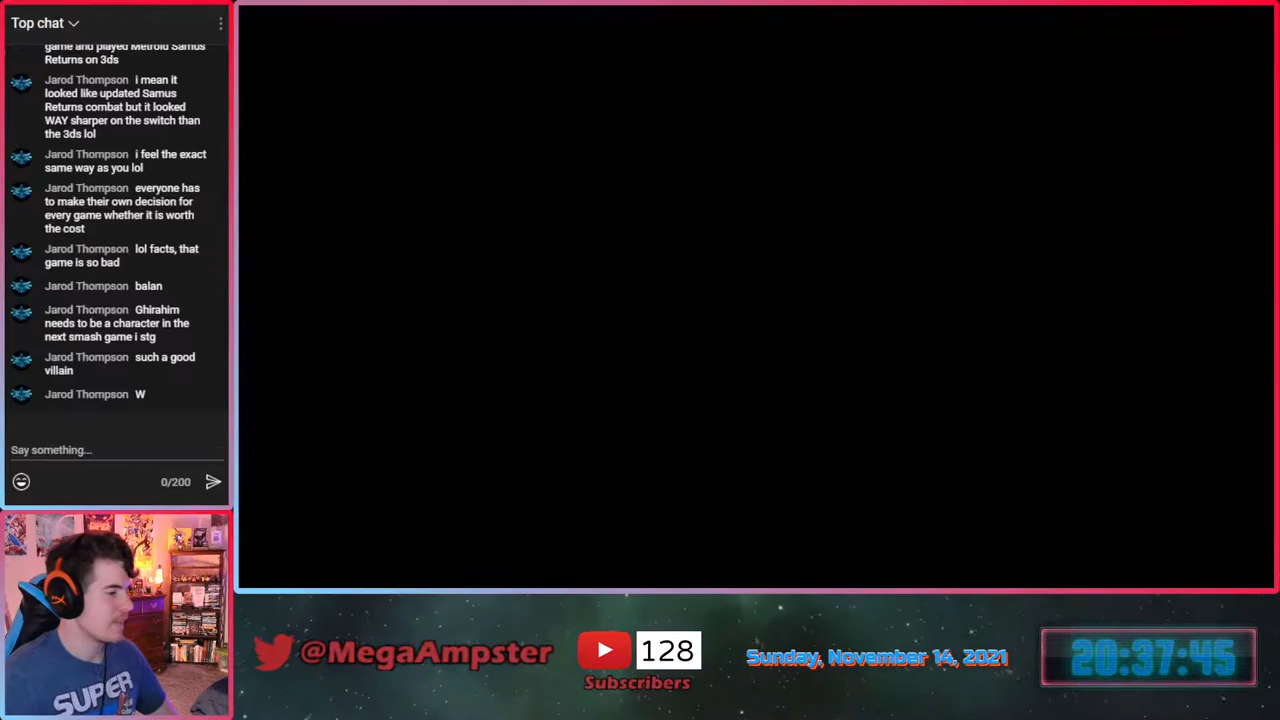 Top chat
game and played Metroid Samus
Returns on 3ds
Jarod Thompson i mean it
looked like updated Samus
Returns combat but it looked
WAY sharper on the switch than
the 3ds lol
Jarod Thompson i feel the exact
same way as you lol
Jarod Thompson everyone has
to make their own decision for
every game whether it is worth
the cost
Jarod Thompson lol facts, that
game is so bad
Jarod Thompson balan
Jarod Thompson Ghirahim
needs to be a character in the
next smash game i stg
Jarod Thompson such a good
villain
Jarod Thompson W
Say something...
0/200
SUPER
@MegaAmpster
128
Subscribers
Sunday, November 14, 2021
20:37:45